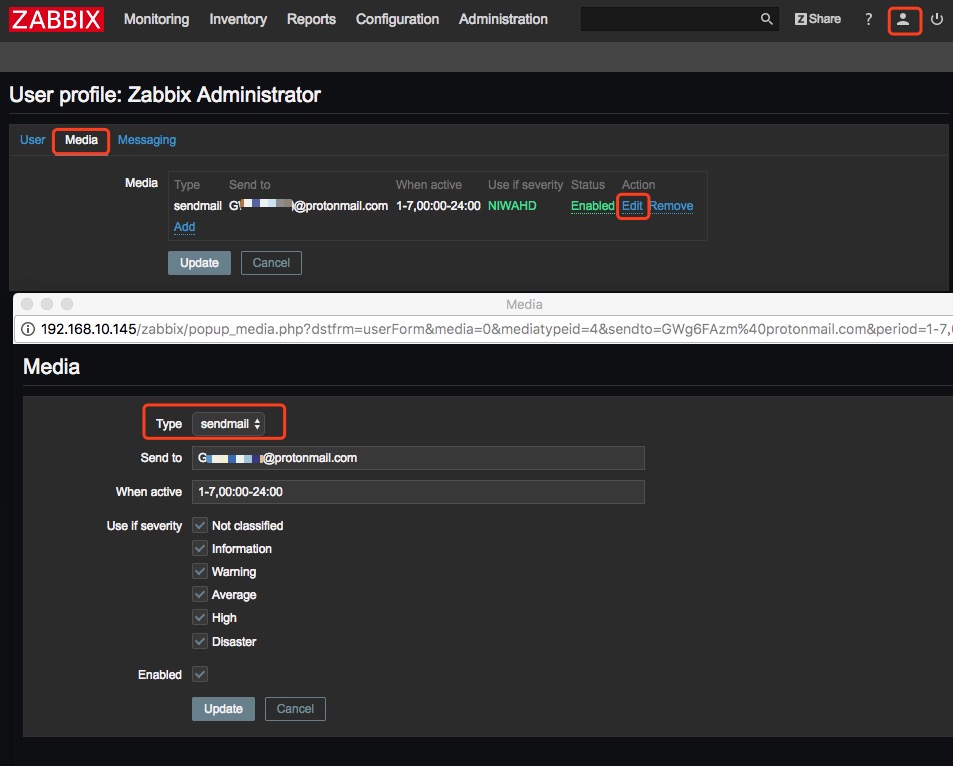 ZABBIX Monitoring Inventory Reports Configuration Administration Z Share ?
User profile: Zabbix Administrator
User Media Messaging
Media Type Send to When active Use if severity Status Action
sendmail G @protonmail.com 1-7,00:00-24:00 NIWAHD Enabled Edit Remove
Add
Update Cancel
Media
192.168.10.145/zabbix/popup_media.php?dstfrm=userForm&media=0&mediatypeid=4&sendto=GWg6FAzm%40protonmail.com&period=1-7,
Media
Type sendmail
Send to G @protonmail.com
When active 1-7,00:00-24:00
Use if severity Not classified
Information
Warning
Average
High
Disaster
Enabled
Update Cancel